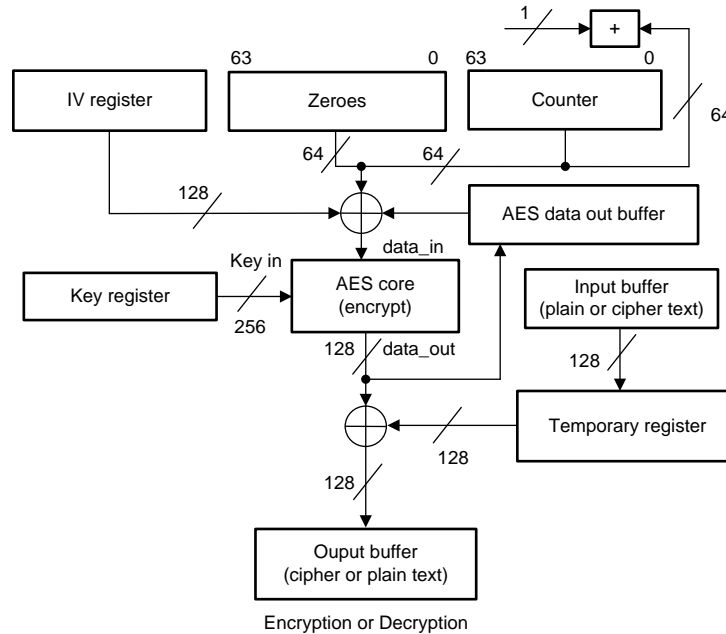 1
+
63
0
63
0
IV register
Zeroes
Counter
64
64
64
128
AES data out buffer
data_in
Key in
Key register
AES core
(encrypt)
Input buffer
(plain or cipher text)
256
128
data_out
128
Temporary register
128
128
Ouput buffer
(cipher or plain text)
Encryption or Decryption